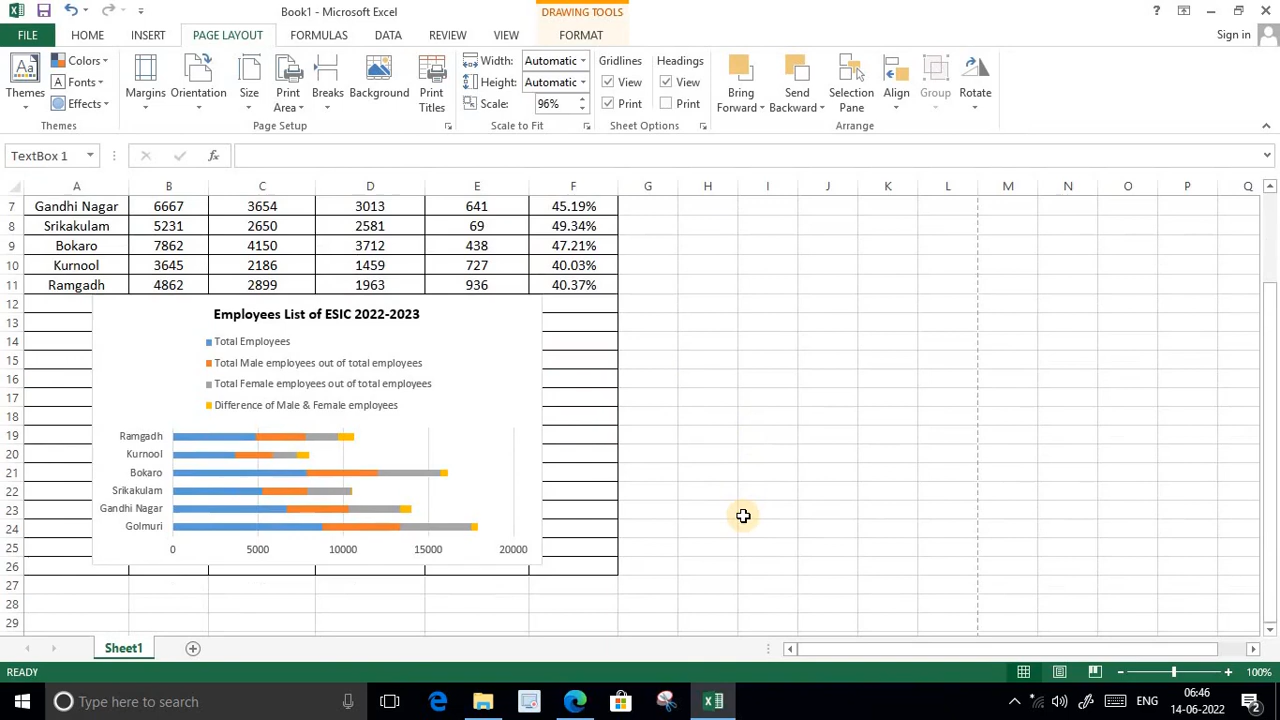 Book1 - Microsoft Excel
DRAWING TOOLS
?
FILE HOME INSERT PAGE LAYOUT FORMULAS DATA REVIEW VIEW FORMAT Sign in
Aa
Themes
Colors
Fonts
Effects
Themes
Margins
Orientation
Size
Print
Area
Breaks
Background
Print
Titles
Page Setup
Width: Automatic
Height: Automatic
Scale: 96%
Scale to Fit
Gridlines
View
Print
Headings
View
Print
Sheet Options
Bring
Forward
Send
Backward
Selection
Pane
Align
Group
Rotate
Arrange
TextBox 1
fx
A B C D E F G H I J K L M N O P Q
7 Gandhi Nagar 6667 3654 3013 641 45.19%
8 Srikakulam 5231 2650 2581 69 49.34%
9 Bokaro 7862 4150 3712 438 47.21%
10 Kurnool 3645 2186 1459 727 40.03%
11 Ramgadh 4862 2899 1963 936 40.37%
12
13
14
15
16
17
18
19
20
21
22
23
24
25
26
27
28
29
Employees List of ESIC 2022-2023
Total Employees
Total Male employees out of total employees
Total Female employees out of total employees
Difference of Male & Female employees
Ramgadh
Kurnool
Bokaro
Srikakulam
Gandhi Nagar
Golmuri
0 5000 10000 15000 20000
Sheet1
READY
100%
Type here to search
ENG
06:46
14-06-2022
2